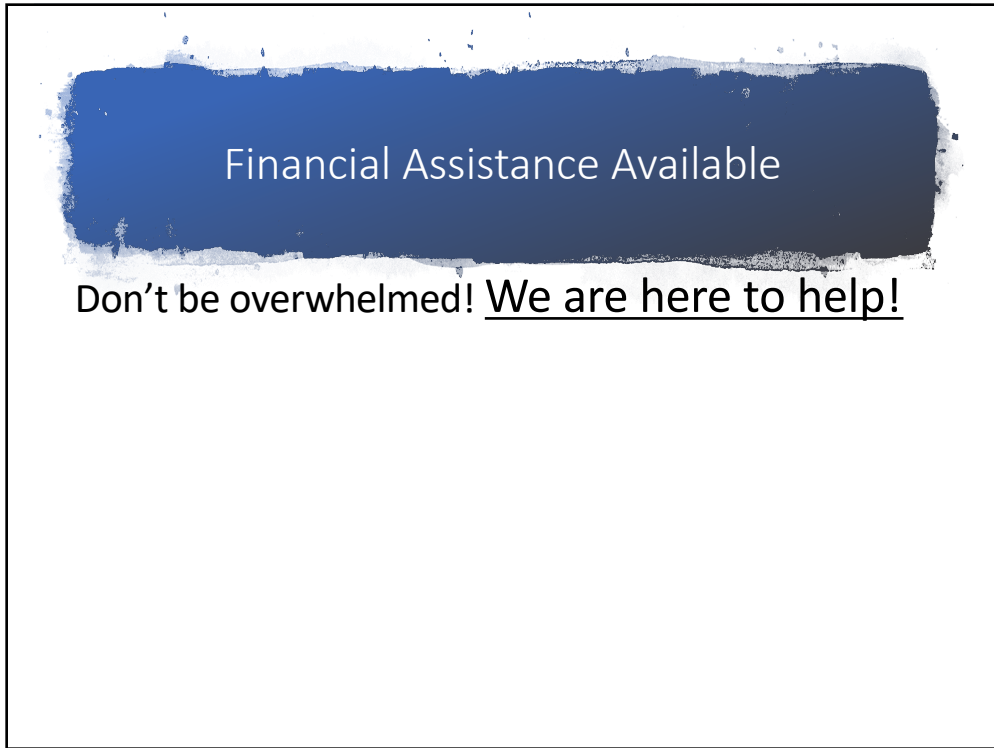 Financial Assistance Available
Don’t be overwhelmed! We are here to help!